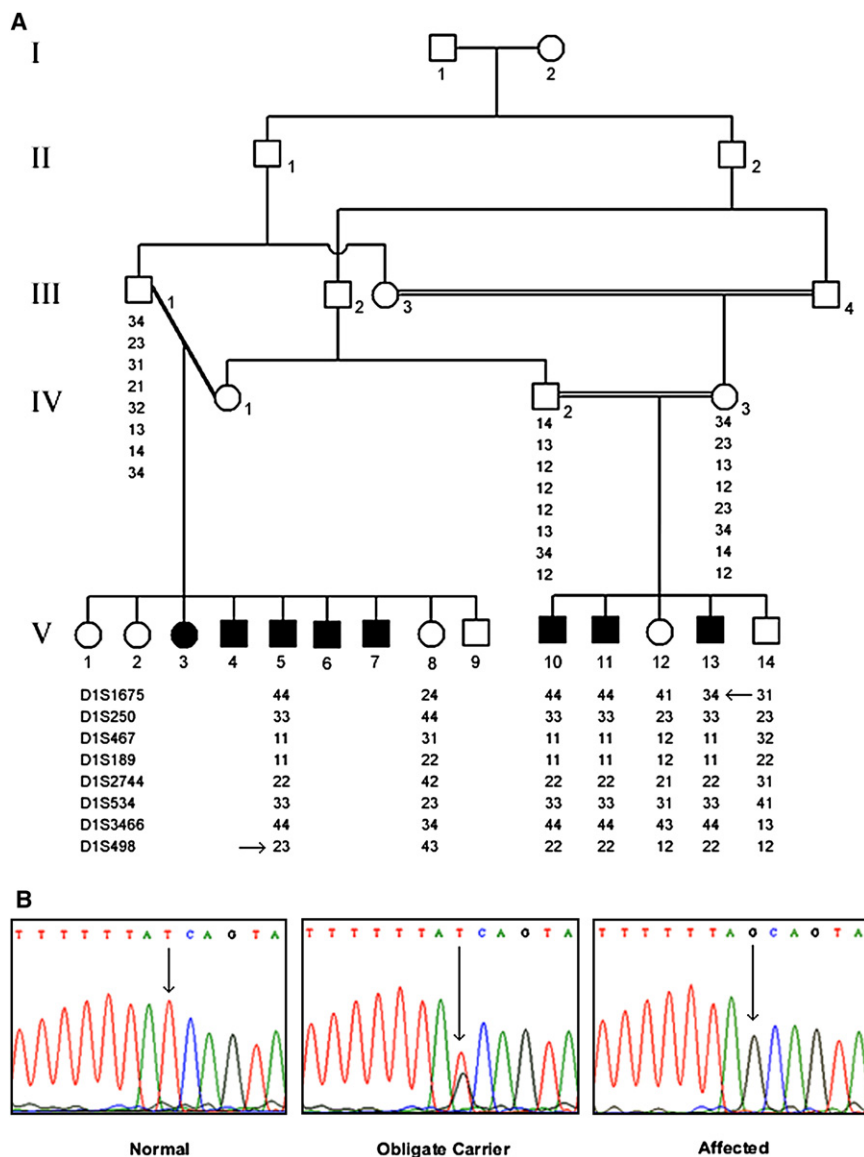 A
I
1 2
II
1 2
III
1 2 3 4
34
23
31
21
32
13
14
34
IV
1 2 3
14 34
13 23
12 13
12 12
12 23
13 34
34 14
12 12
V
1 2 3 4 5 6 7 8 9 10 11 12 13 14
D1S1675 44 24 44 44 41 34 ← 31
D1S250 33 44 33 33 23 33 23
D1S467 11 31 11 11 12 11 32
D1S189 11 22 11 11 12 11 22
D1S2744 22 42 22 22 21 22 31
D1S534 33 23 33 33 31 33 41
D1S3466 44 34 44 44 43 44 13
D1S498 → 23 43 22 22 12 22 12
B
T T T T T T A T C A G T A
T T T T T T A T C A G T A
T T T T T T A G C A G T A
Normal
Obligate Carrier
Affected